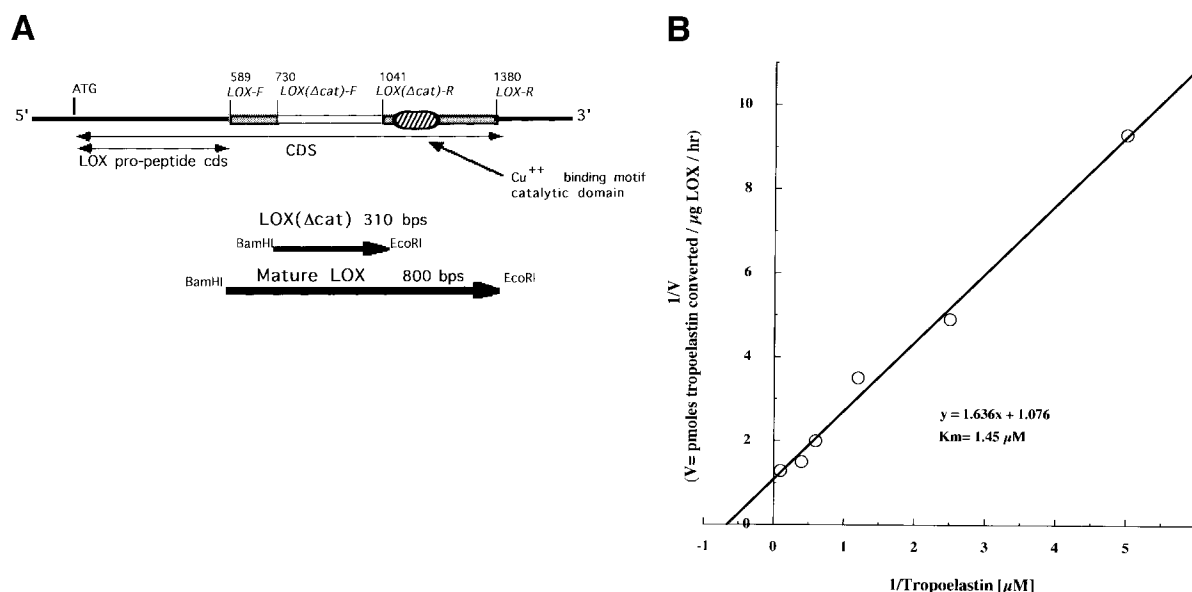 A
589 730 1041 1380
ATG LOX-F LOX(Δcat)-F LOX(Δcat)-R LOX-R
5' 3'
CDS
LOX pro-peptide cds
Cu++ binding motif
catalytic domain
LOX(Δcat) 310 bps
BamHI EcoRI
BamHI Mature LOX 800 bps EcoRI
B
1/V
(V= pmoles tropoelastin converted / µg LOX / hr)
10
8
6
4
2
0
y = 1.636x + 1.076
Km= 1.45 µM
-1 0 1 2 3 4 5
1/Tropoelastin [µM]